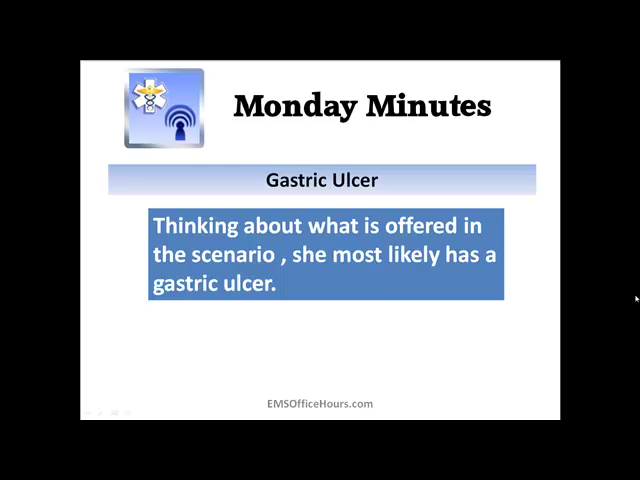 Monday Minutes
Gastric Ulcer
Thinking about what is offered in
the scenario , she most likely has a
gastric ulcer.
EMSOfficeHours.com